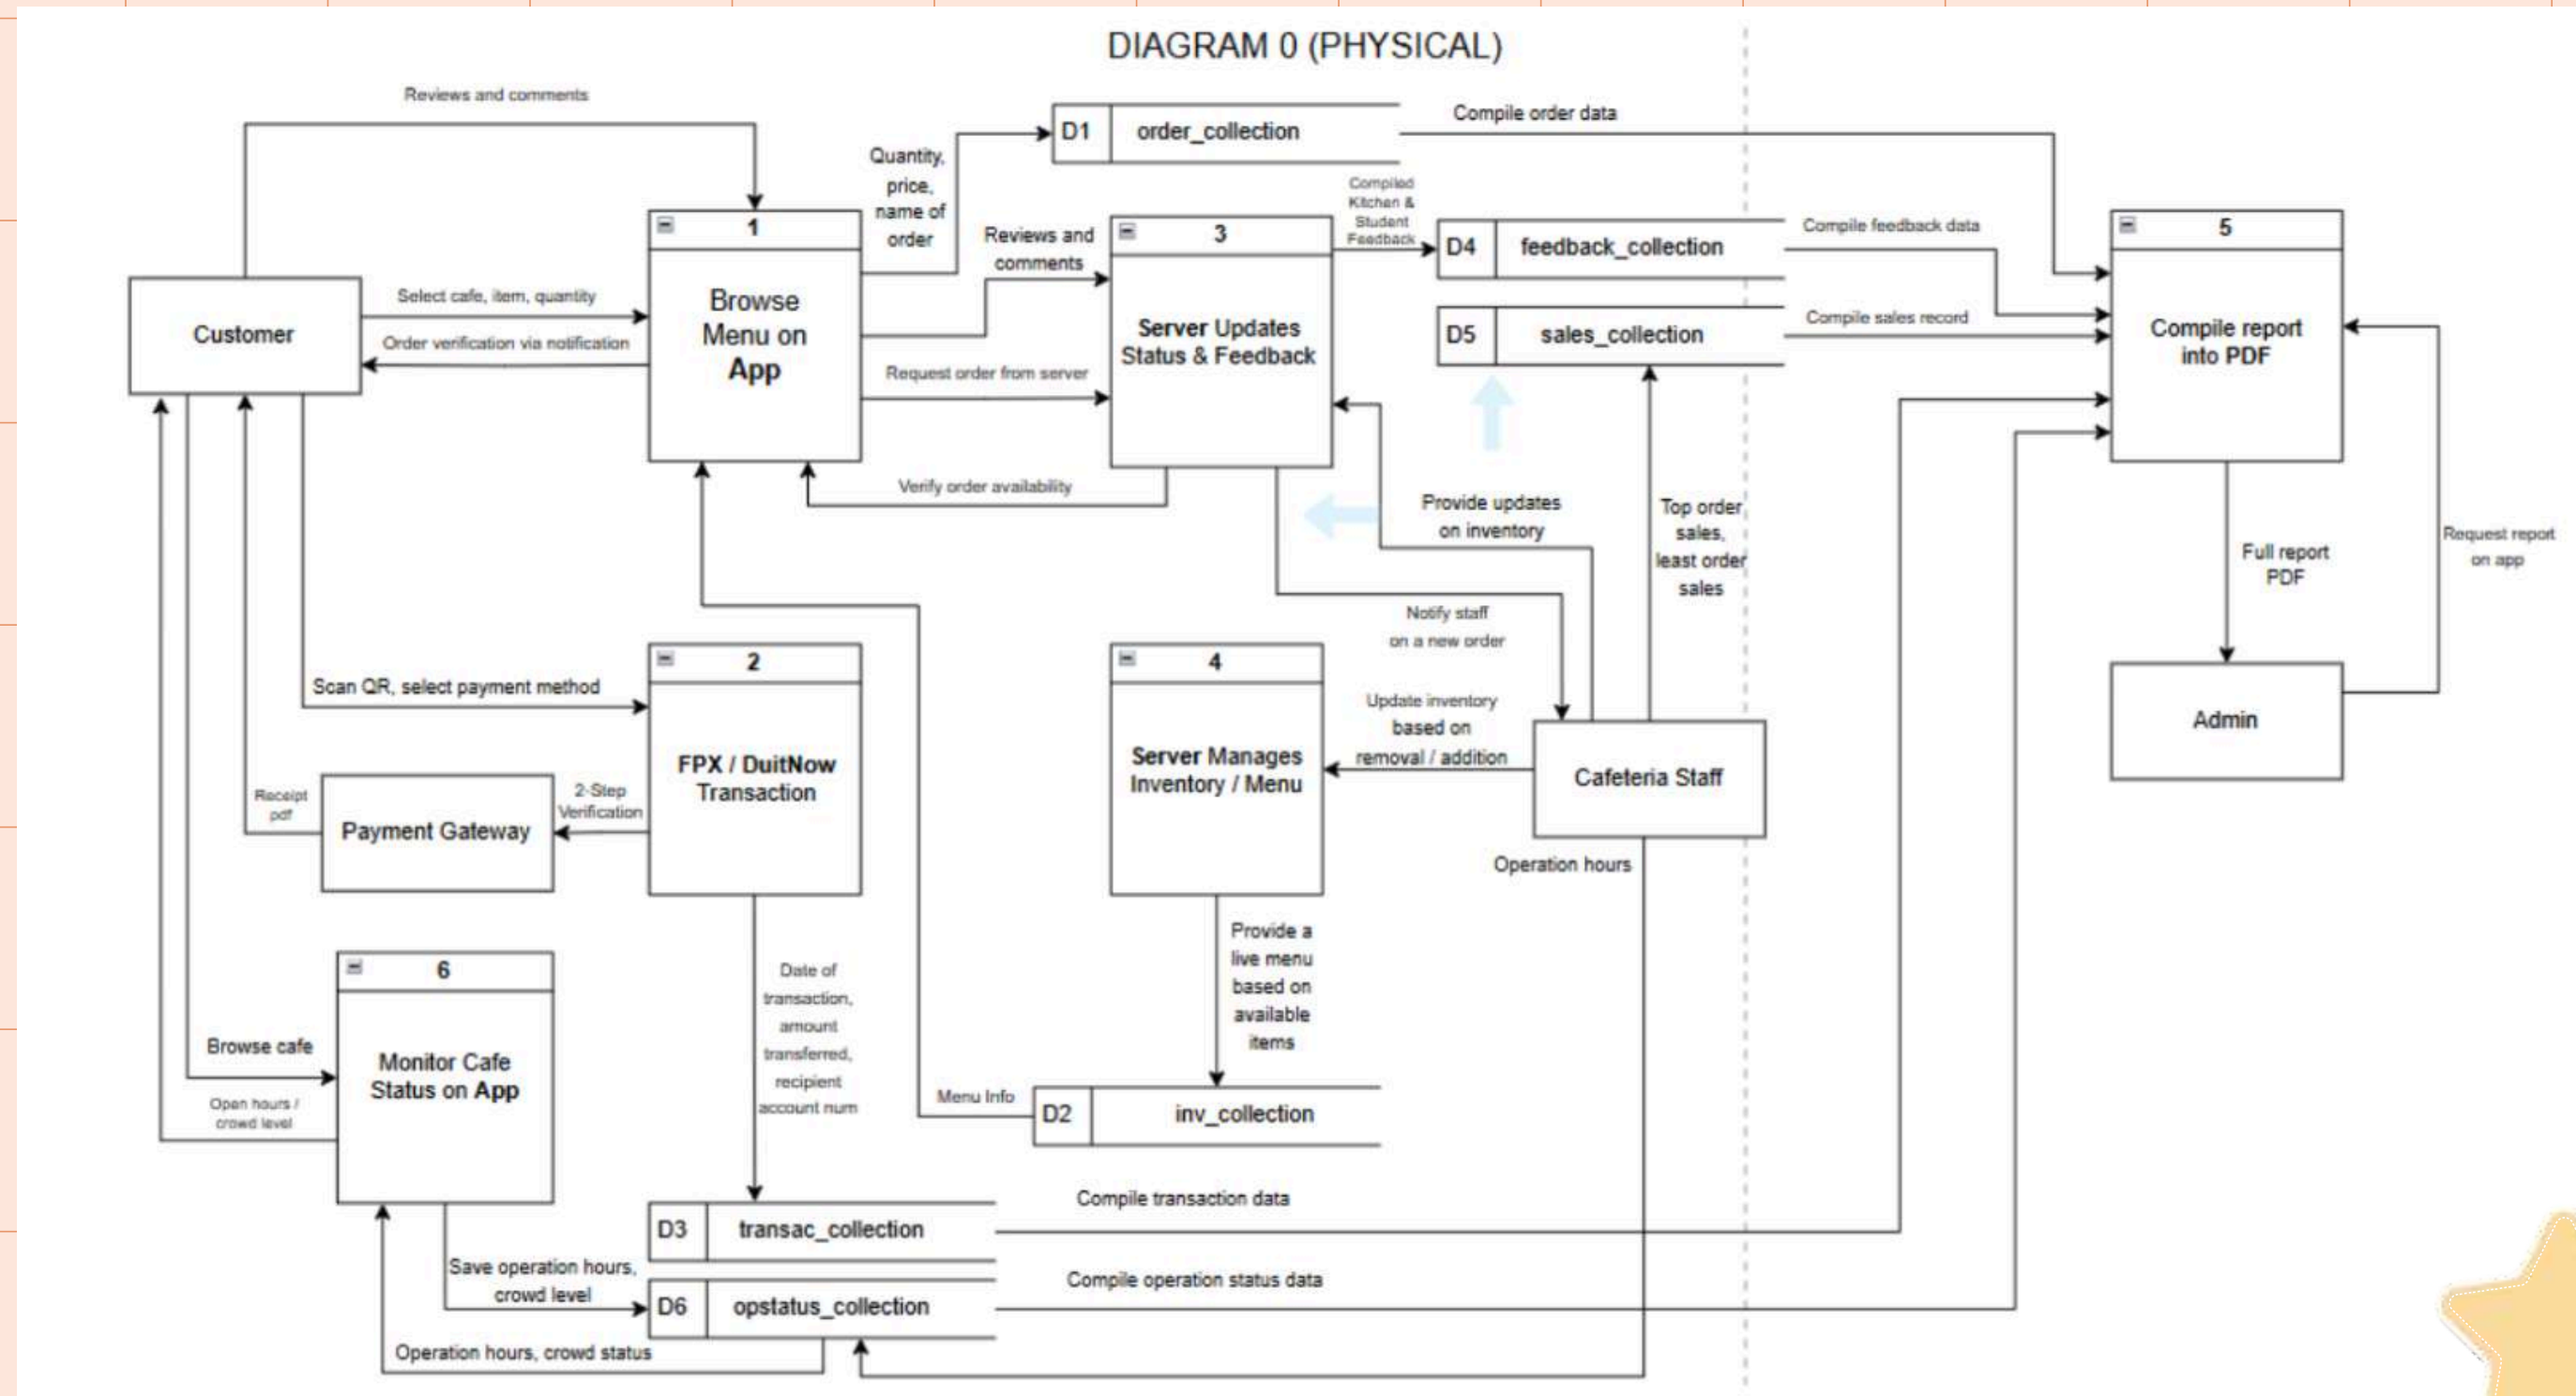 DIAGRAM 0 (PHYSICAL)
Reviews and comments
D1
order_collection
Compile order data
Quantity,
price,
name of
order
Compiled
Kitchen &
Student
Feedback
1
Browse
Menu on
App
Reviews and
comments
3
Server Updates
Status & Feedback
D4
feedback_collection
Compile feedback data
5
Compile report
into PDF
Customer
Select cafe, item, quantity
Order verification via notification
D5
sales_collection
Compile sales record
Request order from server
Verify order availability
Provide updates
on inventory
Top order
sales,
least order
sales
Full report
PDF
Request report
on app
Notify staff
on a new order
Scan QR, select payment method
2
FPX / DuitNow
Transaction
4
Server Manages
Inventory / Menu
Update inventory
based on
removal / addition
Cafeteria Staff
Admin
Receipt
pdf
Payment Gateway
2-Step
Verification
Operation hours
Provide a
live menu
based on
available
items
6
Monitor Cafe
Status on App
Date of
transaction,
amount
transferred,
recipient
account num
Browse cafe
Open hours /
crowd level
Menu Info
D2
inv_collection
D3
transac_collection
Compile transaction data
Save operation hours,
crowd level
D6
opstatus_collection
Compile operation status data
Operation hours, crowd status